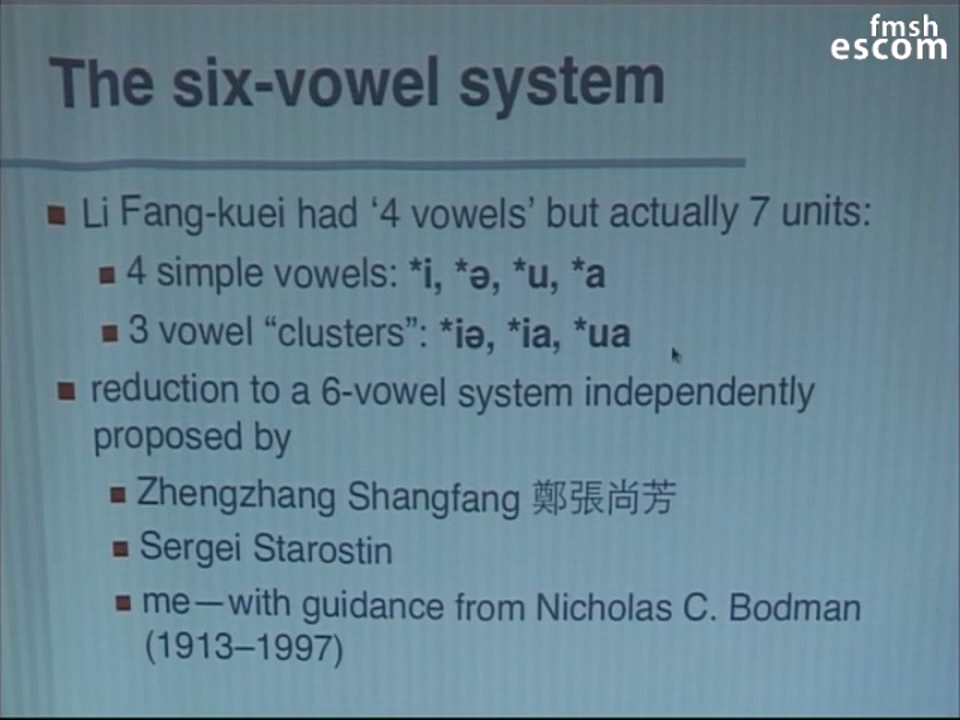 fmsh
escom
The six-vowel system
Li Fang-kuei had ‘4 vowels’ but actually 7 units:
4 simple vowels: *i, *ə, *u, *a
3 vowel “clusters”: *iə, *ia, *ua
reduction to a 6-vowel system independently
proposed by
Zhengzhang Shangfang 鄭張尚芳
Sergei Starostin
me—with guidance from Nicholas C. Bodman
(1913–1997)